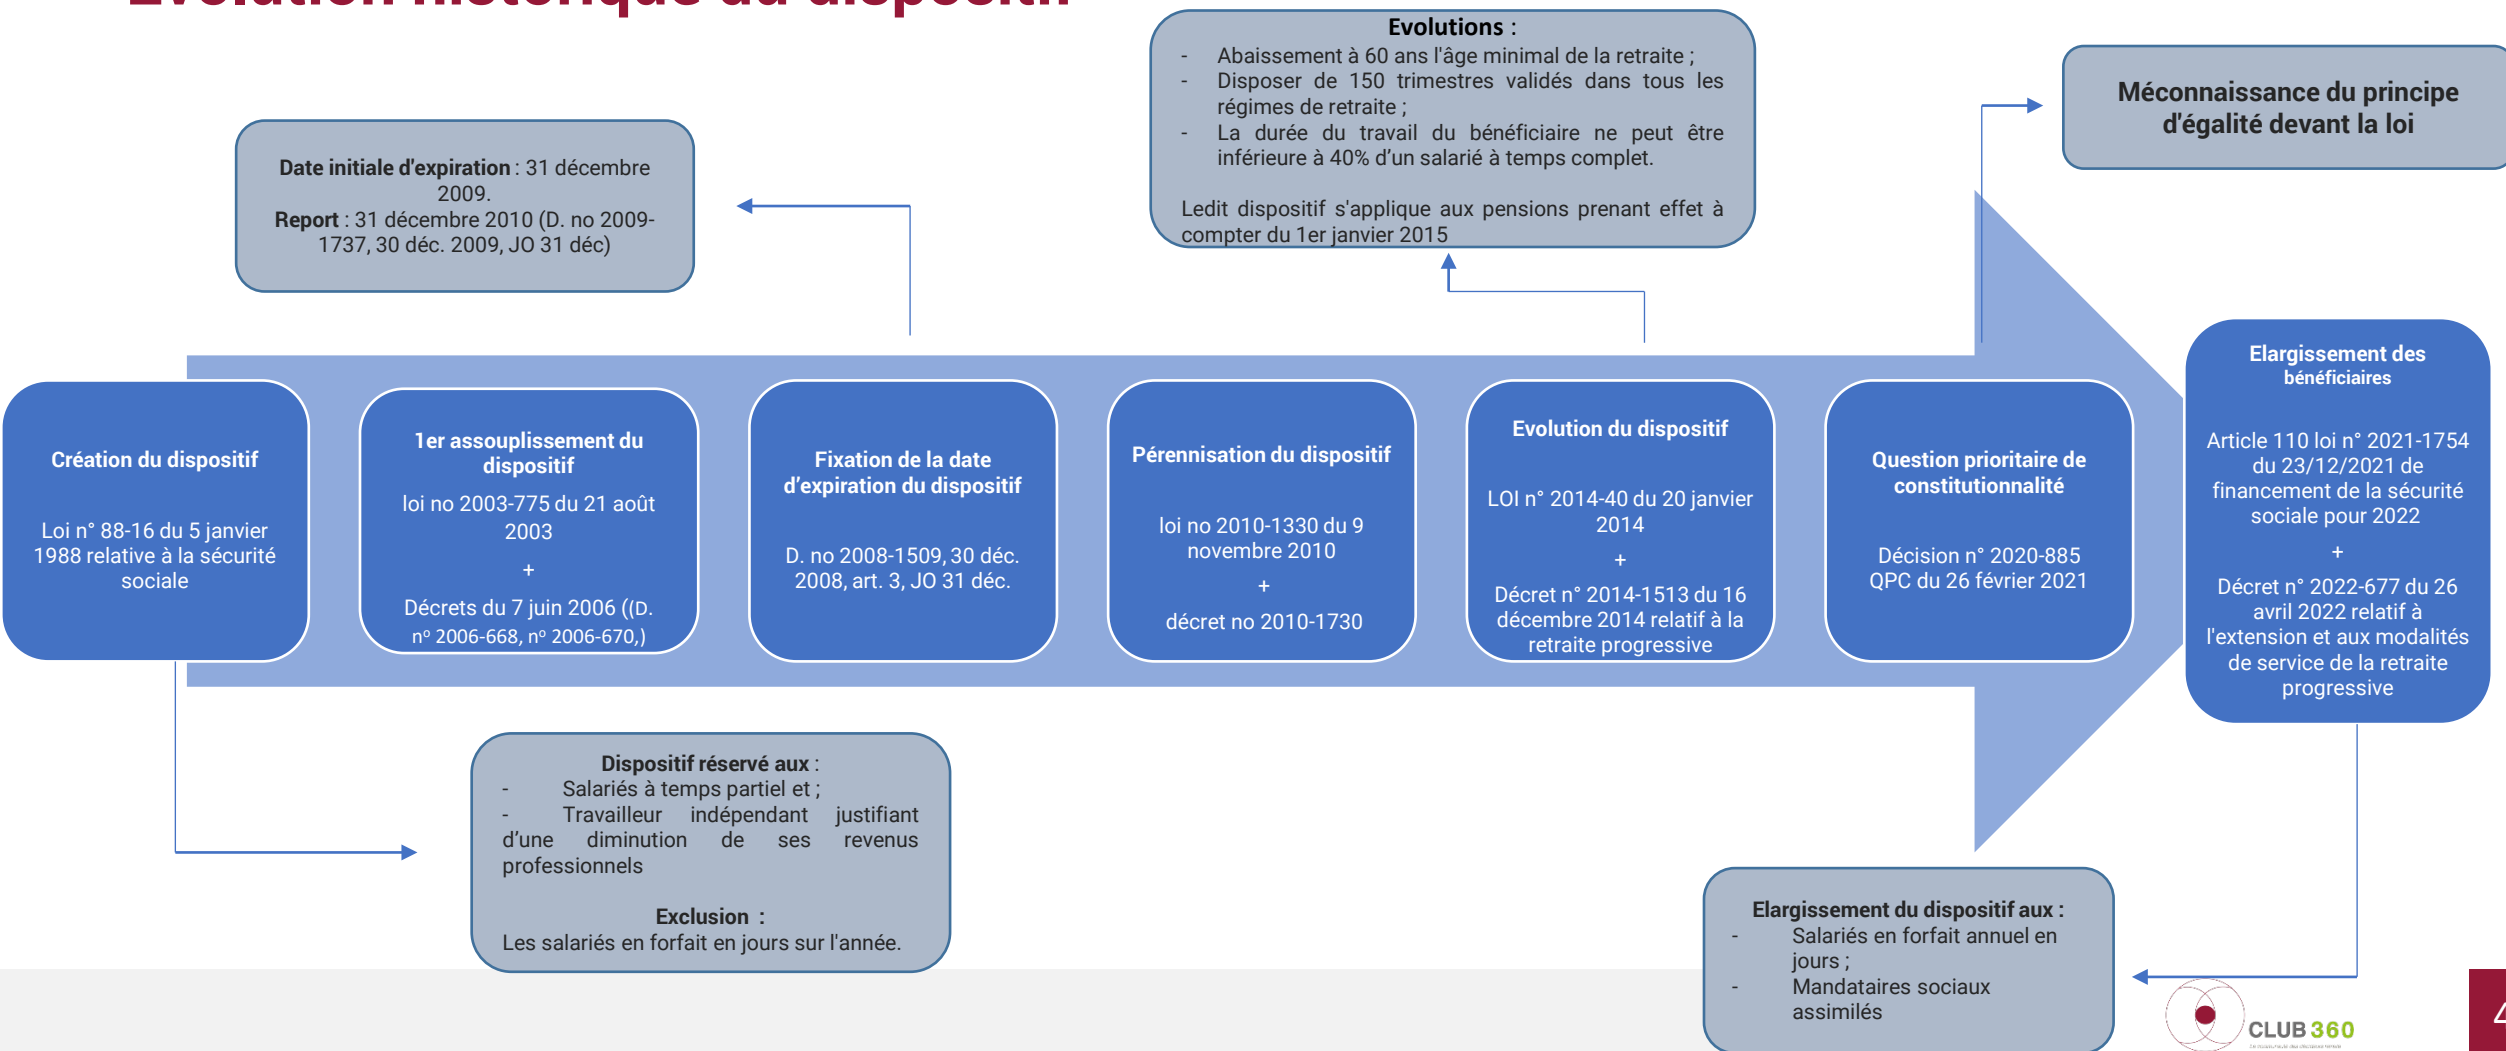 Evolution historique du dispositif
Evolutions :
- Abaissement à 60 ans l'âge minimal de la retraite ;
- Disposer de 150 trimestres validés dans tous les
régimes de retraite ;
- La durée du travail du bénéficiaire ne peut être
inférieure à 40% d'un salarié à temps complet.
Ledit dispositif s'applique aux pensions prenant effet à
compter du 1er janvier 2015
Méconnaissance du principe
d'égalité devant la loi
Date initiale d'expiration : 31 décembre
2009.
Report : 31 décembre 2010 (D. no 2009-
1737, 30 déc. 2009, JO 31 déc)
Création du dispositif
Loi n° 88-16 du 5 janvier
1988 relative à la sécurité
sociale
1er assouplissement du
dispositif
loi no 2003-775 du 21 août
2003
+
Décrets du 7 juin 2006 ((D.
nº 2006-668, nº 2006-670,)
Fixation de la date
d'expiration du dispositif
D. no 2008-1509, 30 déc.
2008, art. 3, JO 31 déc.
Pérennisation du dispositif
loi no 2010-1330 du 9
novembre 2010
+
décret no 2010-1730
Evolution du dispositif
LOI n° 2014-40 du 20 janvier
2014
+
Décret n° 2014-1513 du 16
décembre 2014 relatif à la
retraite progressive
Question prioritaire de
constitutionnalité
Décision n° 2020-885
QPC du 26 février 2021
Elargissement des
bénéficiaires
Article 110 loi n° 2021-1754
du 23/12/2021 de
financement de la sécurité
sociale pour 2022
+
Décret n° 2022-677 du 26
avril 2022 relatif à
l'extension et aux modalités
de service de la retraite
progressive
Dispositif réservé aux :
- Salariés à temps partiel et ;
- Travailleur indépendant justifiant
d'une diminution de ses revenus
professionnels
Exclusion :
Les salariés en forfait en jours sur l'année.
Elargissement du dispositif aux :
- Salariés en forfait annuel en
jours ;
- Mandataires sociaux
assimilés
CLUB 360
4